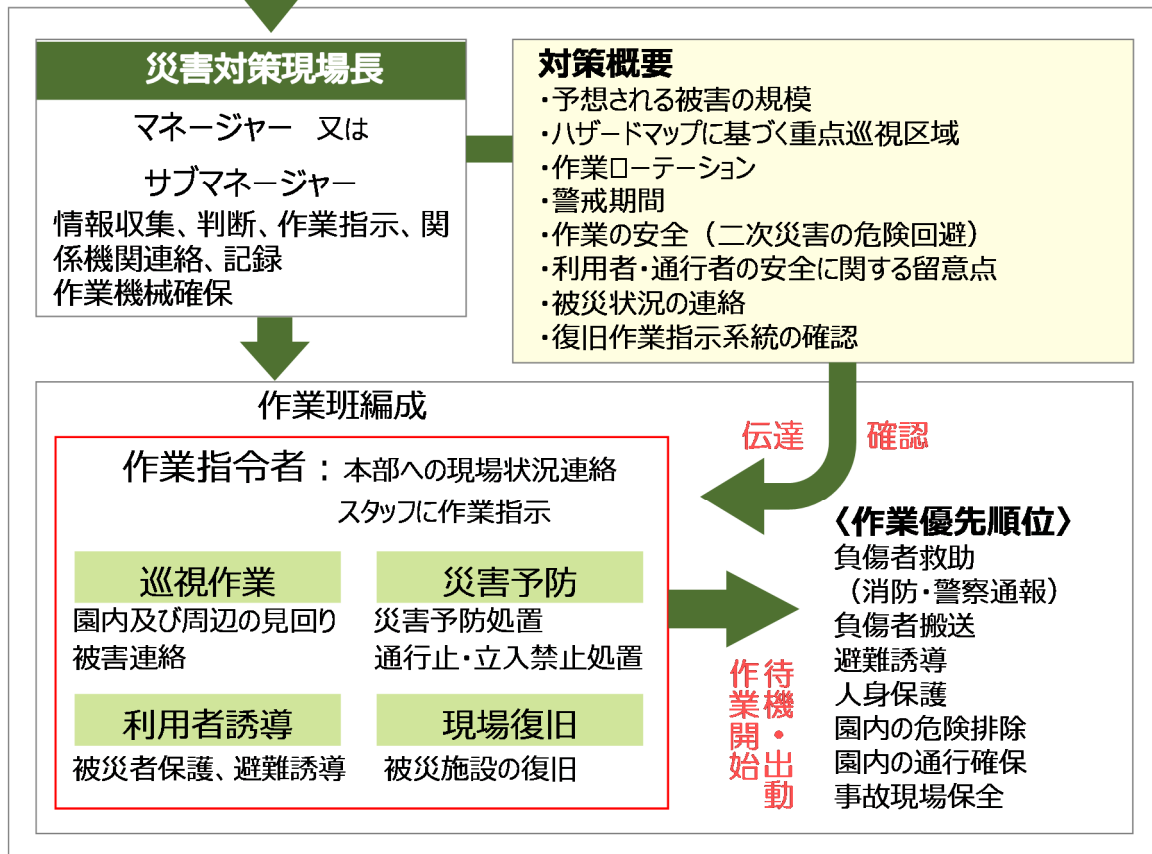 災害対策現場長
マネージャー 又は
サブマネージャー
情報収集、判断、作業指示、関
係機関連絡、記録
作業機械確保
対策概要
・予想される被害の規模
・ハザードマップに基づく重点巡視区域
・作業ローテーション
・警戒期間
・作業の安全（二次災害の危険回避）
・利用者・通行者の安全に関する留意点
・被災状況の連絡
・復旧作業指示系統の確認
作業班編成
伝達 確認
作業指令者：本部への現場状況連絡
スタッフに作業指示
巡視作業
園内及び周辺の見回り
被害連絡
災害予防
災害予防処置
通行止・立入禁止処置
利用者誘導
被災者保護、避難誘導
現場復旧
被災施設の復旧
待機・出動
作業開始
〈作業優先順位〉
負傷者救助
（消防・警察通報）
負傷者搬送
避難誘導
人身保護
園内の危険排除
園内の通行確保
事故現場保全